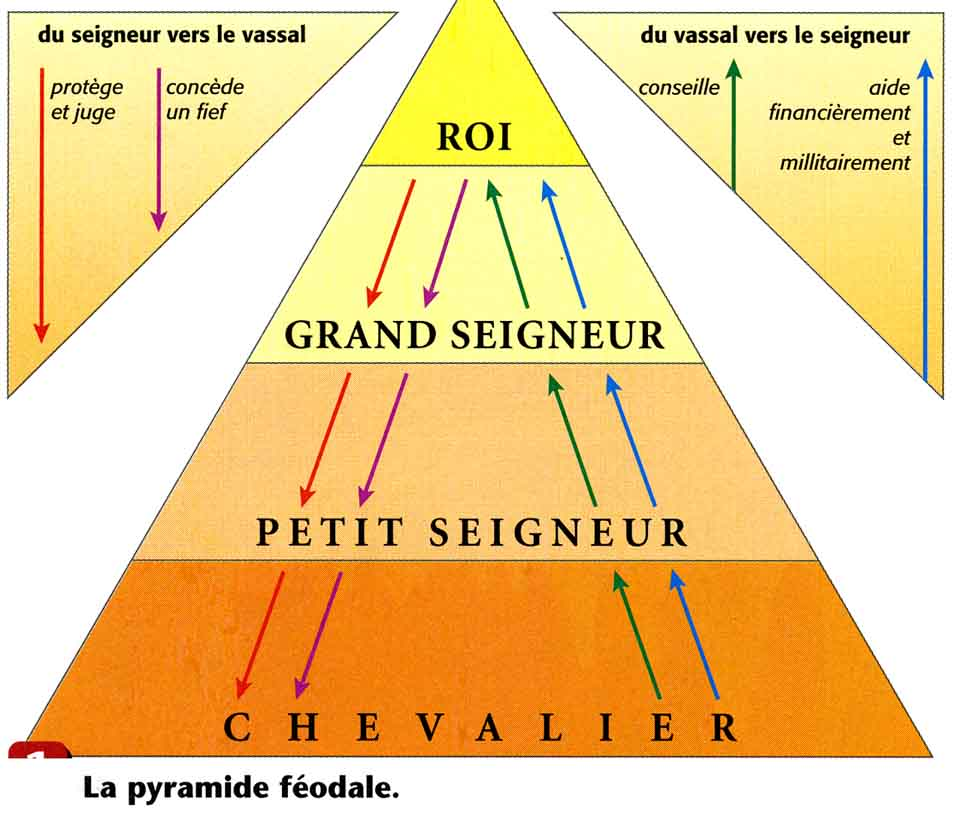 du seigneur vers le vassal
protège
et juge
concède
un fief
du vassal vers le seigneur
conseille
aide
financièrement
et
millitairement
ROI
GRAND SEIGNEUR
PETIT SEIGNEUR
CHEVALIER
La pyramide féodale.